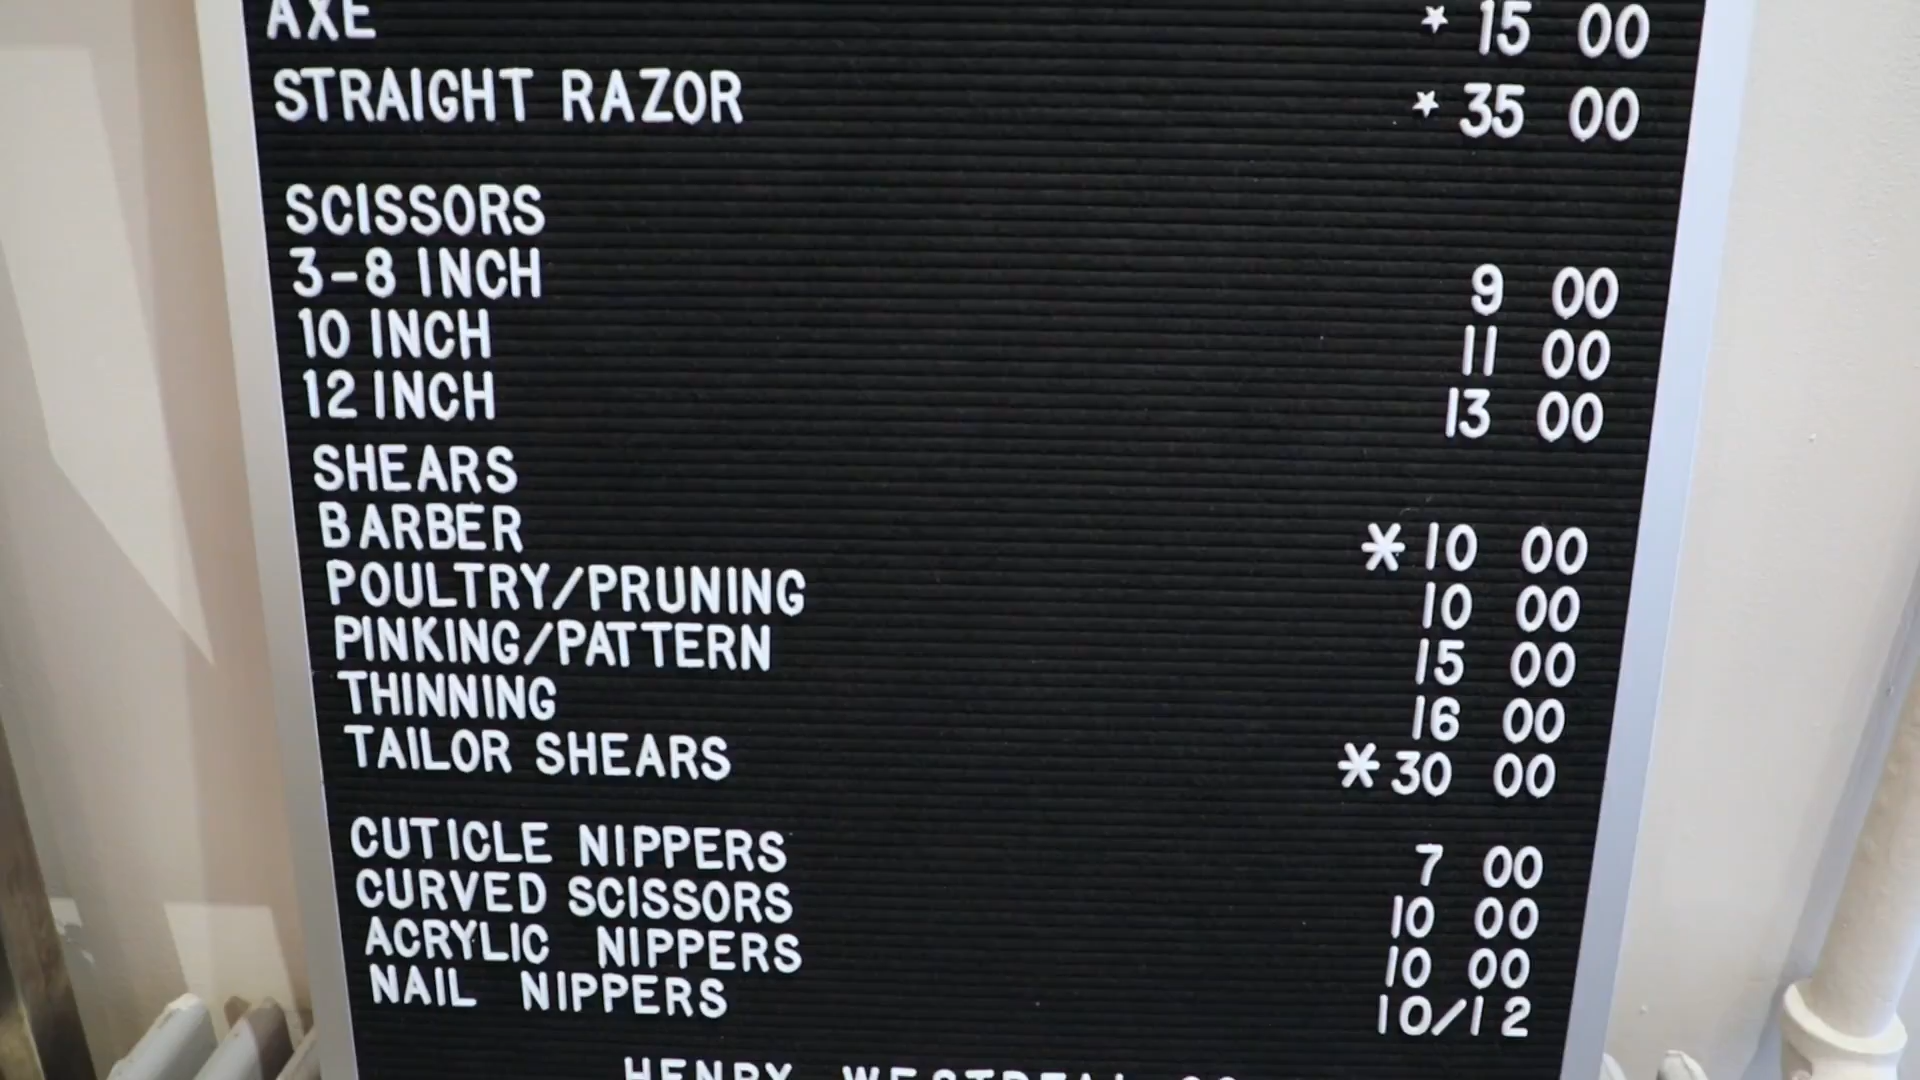 AXE * 15 00
STRAIGHT RAZOR * 35 00
SCISSORS
3-8 INCH 9 00
10 INCH 11 00
12 INCH 13 00
SHEARS
BARBER * 10 00
POULTRY/PRUNING 10 00
PINKING/PATTERN 15 00
THINNING 16 00
TAILOR SHEARS * 30 00
CUTICLE NIPPERS 7 00
CURVED SCISSORS 10 00
ACRYLIC NIPPERS 10 00
NAIL NIPPERS 10/12
HENRY